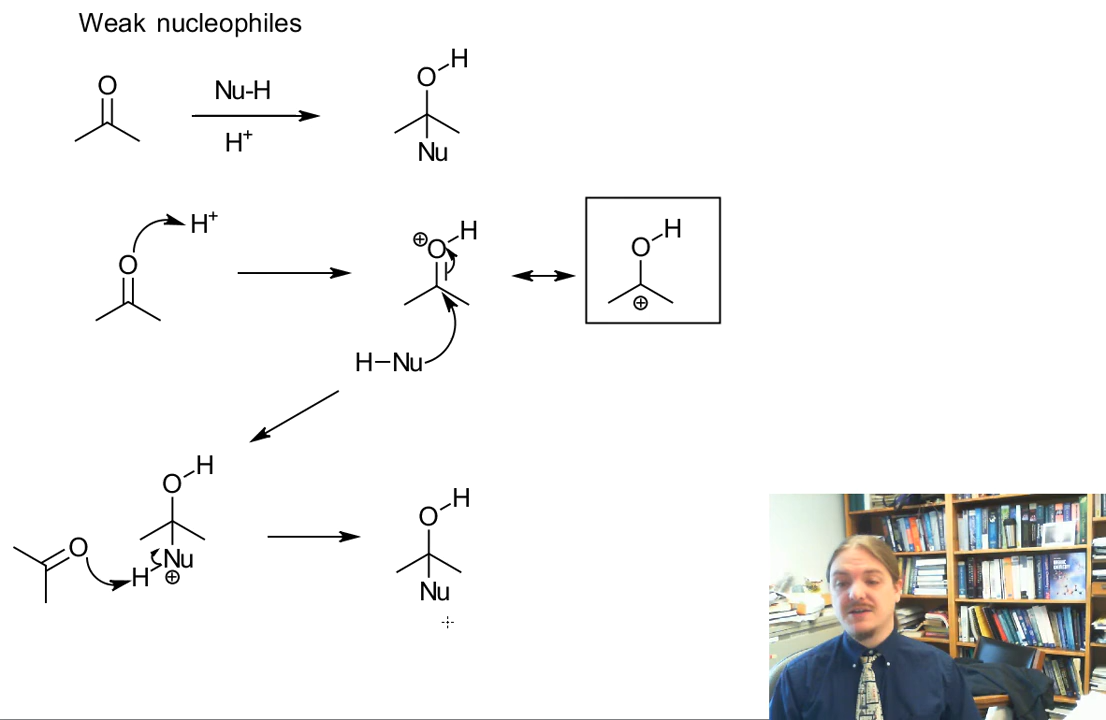 Weak nucleophiles
O
Nu-H
H+
O H
Nu
O
H+
⊕ O H
H-Nu
O H
⊕
O H
O
H
Nu
⊕
O H
Nu